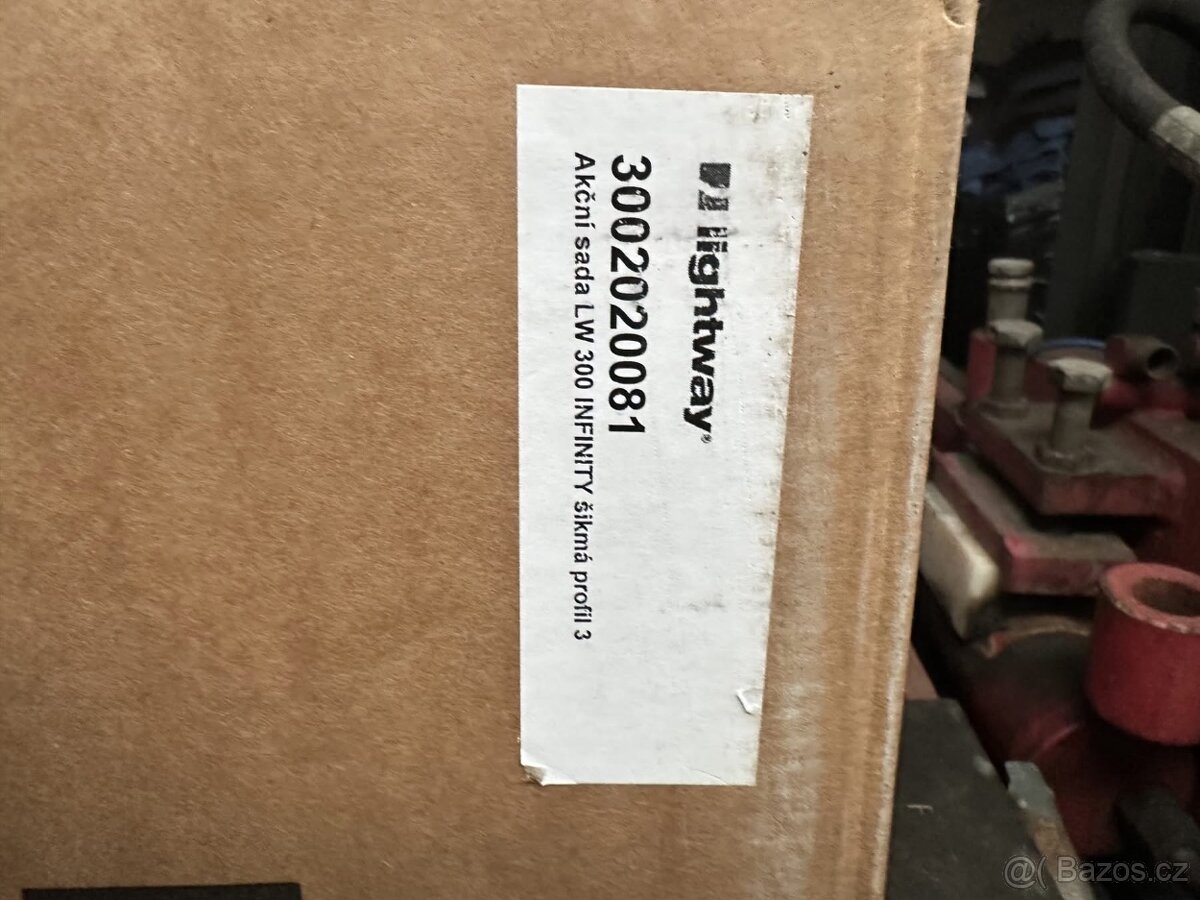 lightway®
3002020081
Akční sada LW 300 INFINITY šikmá profil 3
@( Bazos.cz